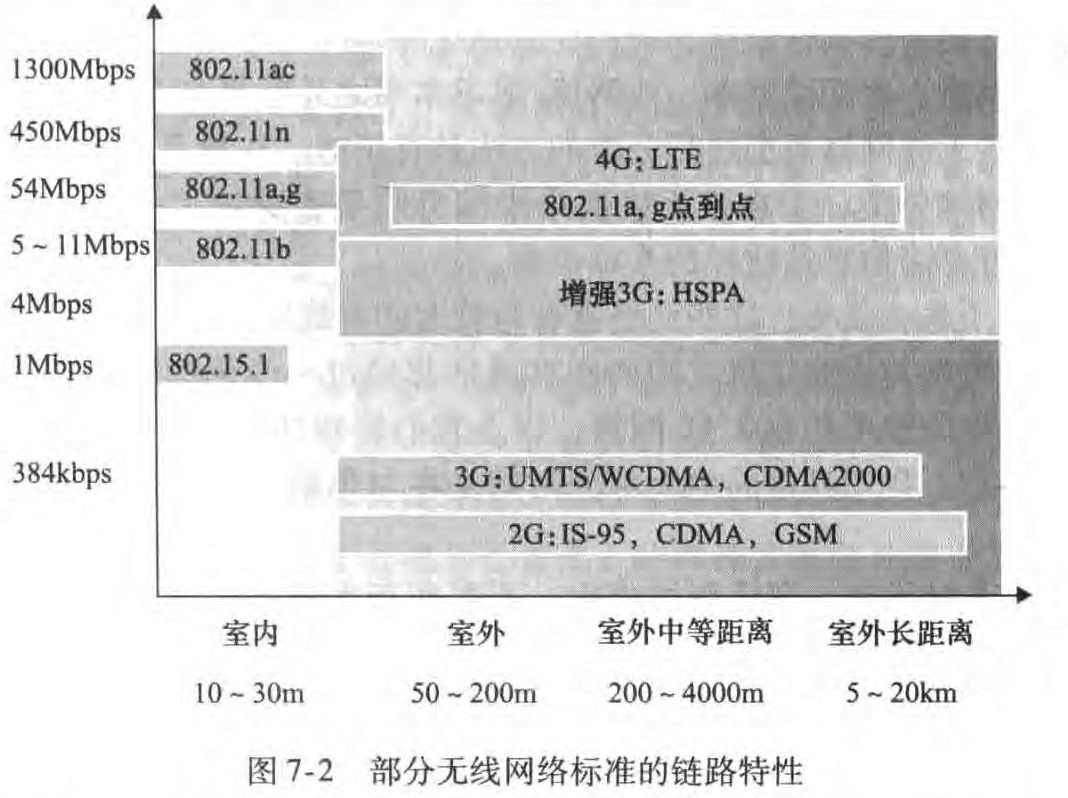 1300Mbps 802.11ac
450Mbps 802.11n
4G:LTE
54Mbps 802.11a,g 802.11a, g点到点
5 ~ 11Mbps 802.11b
4Mbps 增强3G:HSPA
1Mbps 802.15.1
384kbps 3G:UMTS/WCDMA, CDMA2000
2G:IS-95, CDMA, GSM
室内 室外 室外中等距离 室外长距离
10 ~ 30m 50 ~ 200m 200 ~ 4000m 5 ~ 20km
图 7-2 部分无线网络标准的链路特性